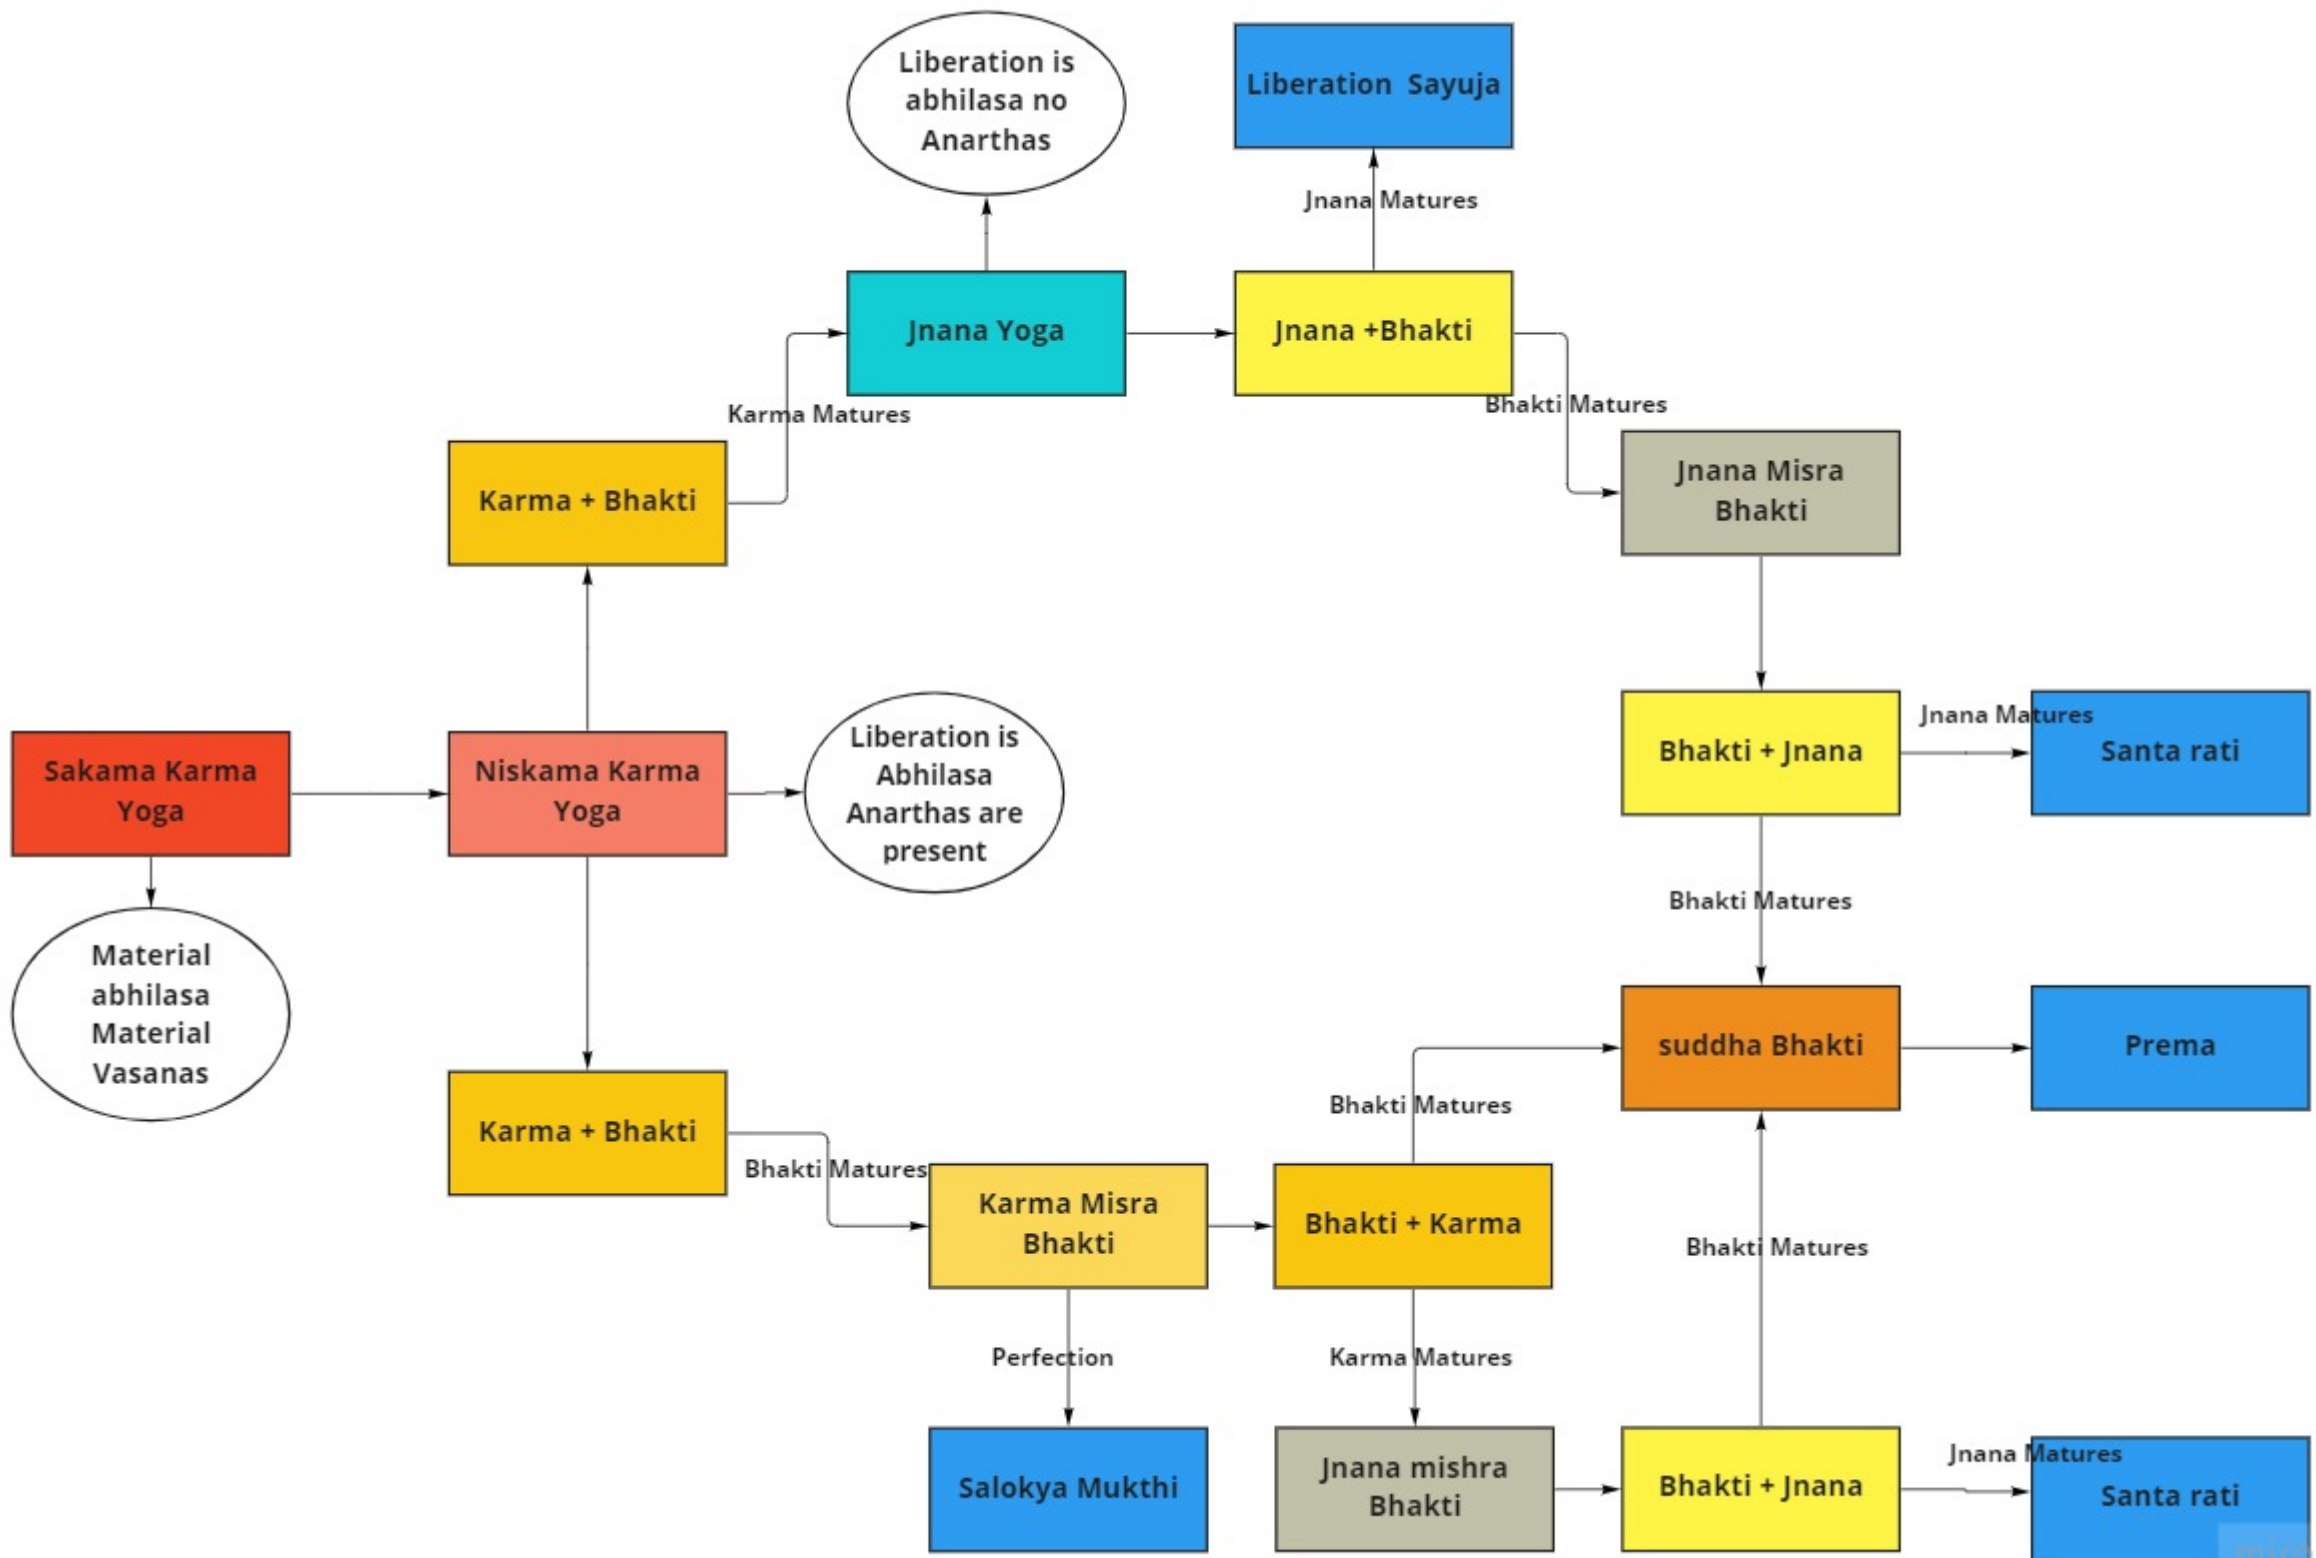 Liberation is
abhilasa no
Anarthas
Liberation  Sayuja
Jnana Matures
Jnana Yoga
Jnana +Bhakti
Karma Matures
Bhakti Matures
Karma + Bhakti
Jnana Misra
Bhakti
Sakama Karma
Yoga
Niskama Karma
Yoga
Liberation is
Abhilasa
Anarthas are
present
Bhakti + Jnana
Jnana Matures
Santa rati
Material
abhilasa
Material
Vasanas
Bhakti Matures
suddha Bhakti
Prema
Karma + Bhakti
Bhakti Matures
Karma Misra
Bhakti
Bhakti Matures
Bhakti + Karma
Bhakti Matures
Perfection
Karma Matures
Salokya Mukthi
Jnana mishra
Bhakti
Bhakti + Jnana
Jnana Matures
Santa rati